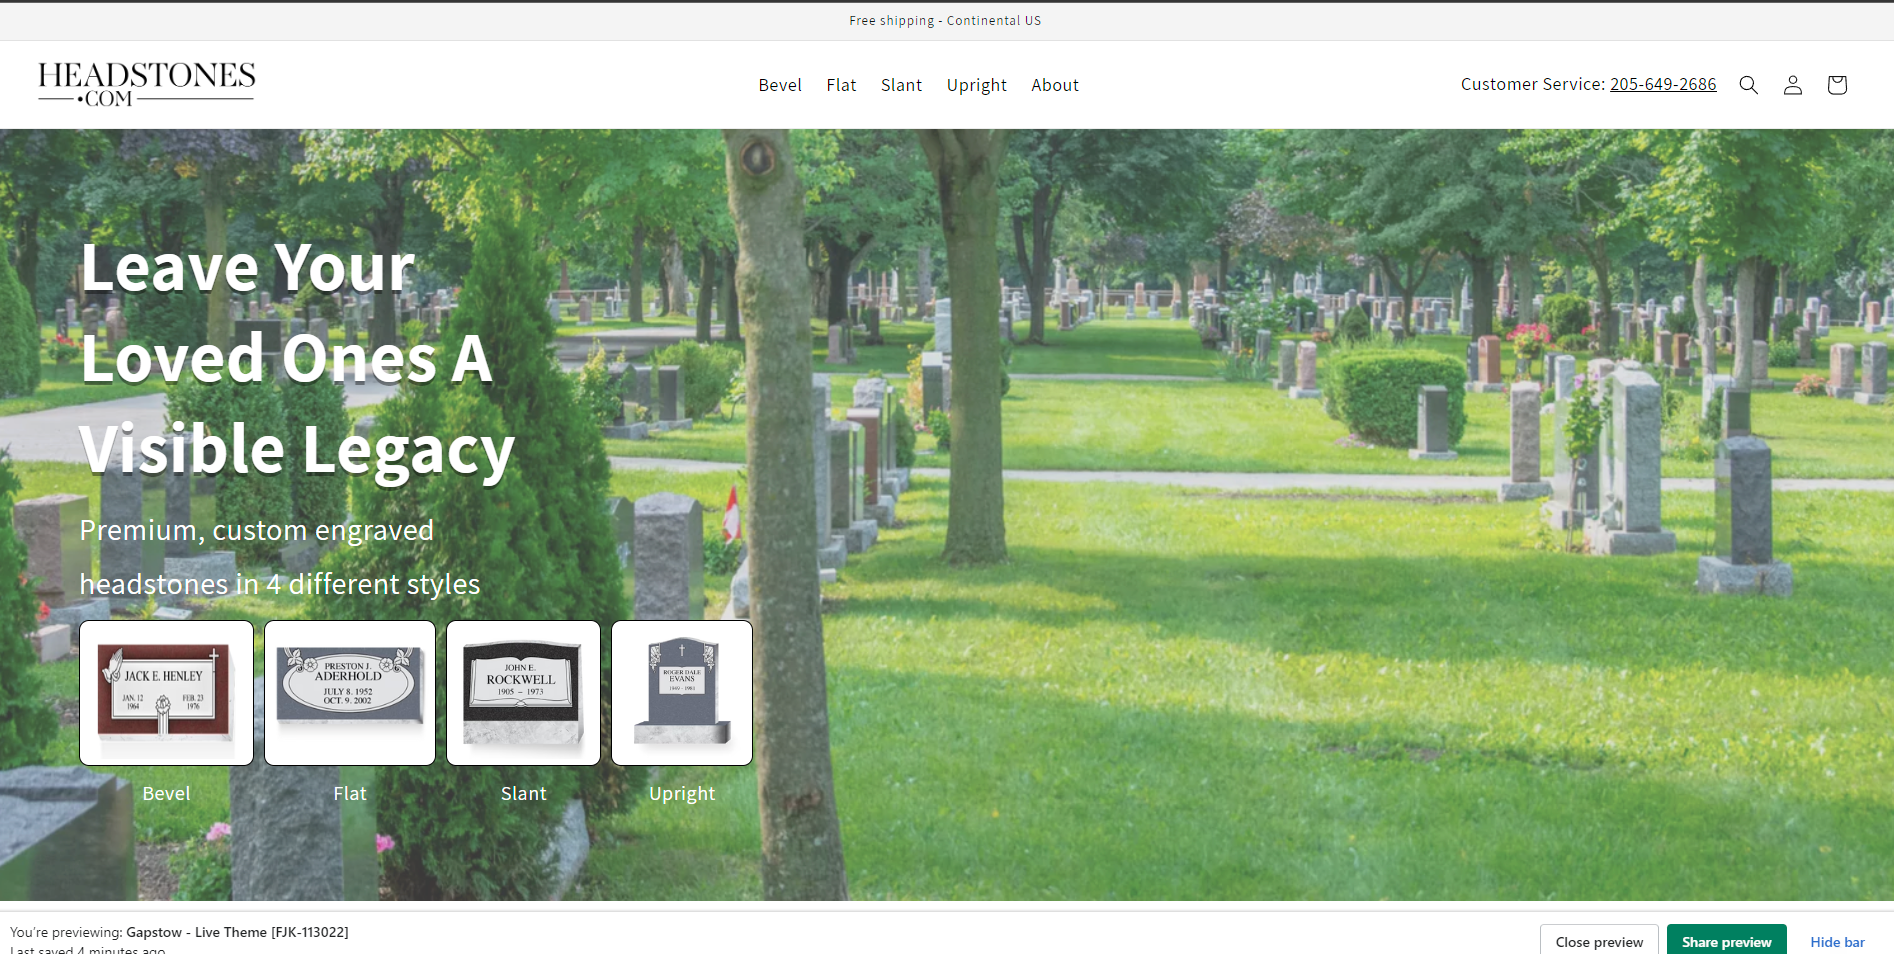 Free shipping - Continental US
HEADSTONES
.COM
Bevel Flat Slant Upright About
Customer Service: 205-649-2686
Leave Your
Loved Ones A
Visible Legacy
Premium, custom engraved
headstones in 4 different styles
JACK E. HENLEY
JAN. 12 FEB. 23
1964 1976
PRESTON J.
ADERHOLD
JULY 8. 1952
OCT. 9. 2002
JOHN E.
ROCKWELL
1905 – 1973
ROGER DALE
EVANS
1949 - 1981
Bevel Flat Slant Upright
You're previewing: Gapstow - Live Theme [FJK-113022]
Last saved 4 minutes ago
Close preview Share preview Hide bar